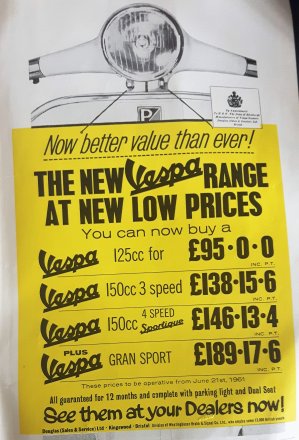 P
By Appointment
Now better value than ever!
THE NEW Vespa RANGE
AT NEW LOW PRICES
You can now buy a
Vespa 125cc for £95·0·0
INC. P.T.
Vespa 150cc 3 speed £138·15·6
INC. P.T.
Vespa 150cc 4 SPEED Sportique £146·13·4
INC. P.T.
PLUS
Vespa GRAN SPORT £189·17·6
INC. P.T.
These prices to be operative from June 21st, 1961
All guaranteed for 12 months and complete with parking light and Dual Seat
See them at your Dealers now!
Douglas (Sales & Service) Ltd · Kingswood · Bristol